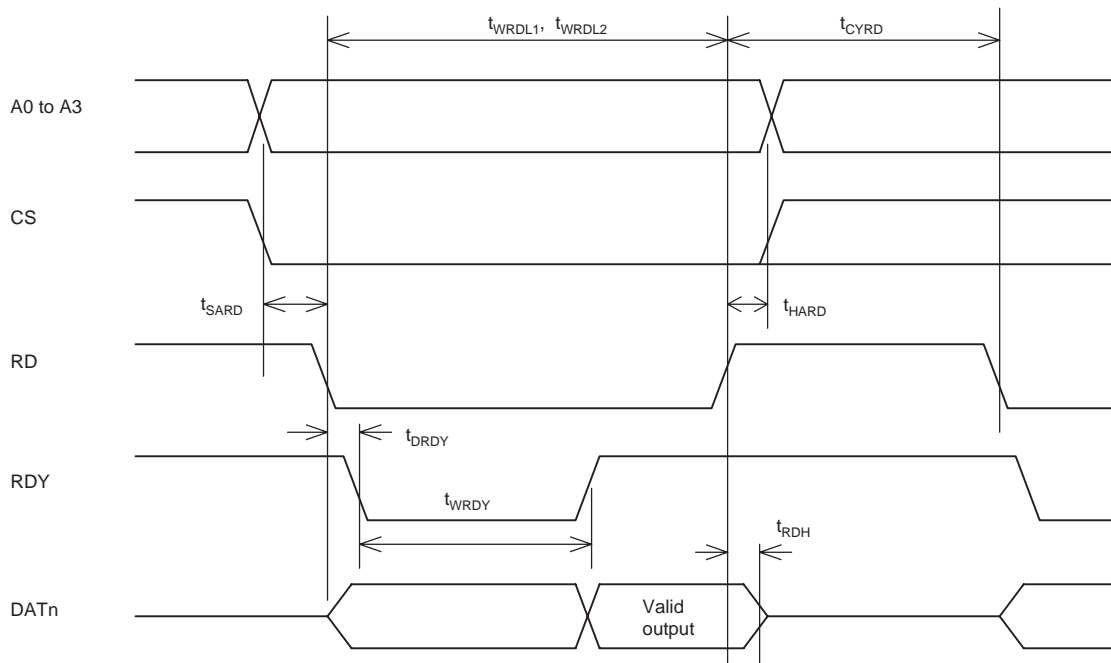 tWRDL1, tWRDL2
tCYRD
A0 to A3
CS
tSARD
tHARD
RD
tDRDY
RDY
tWRDY
tRDH
DATn
Valid
output